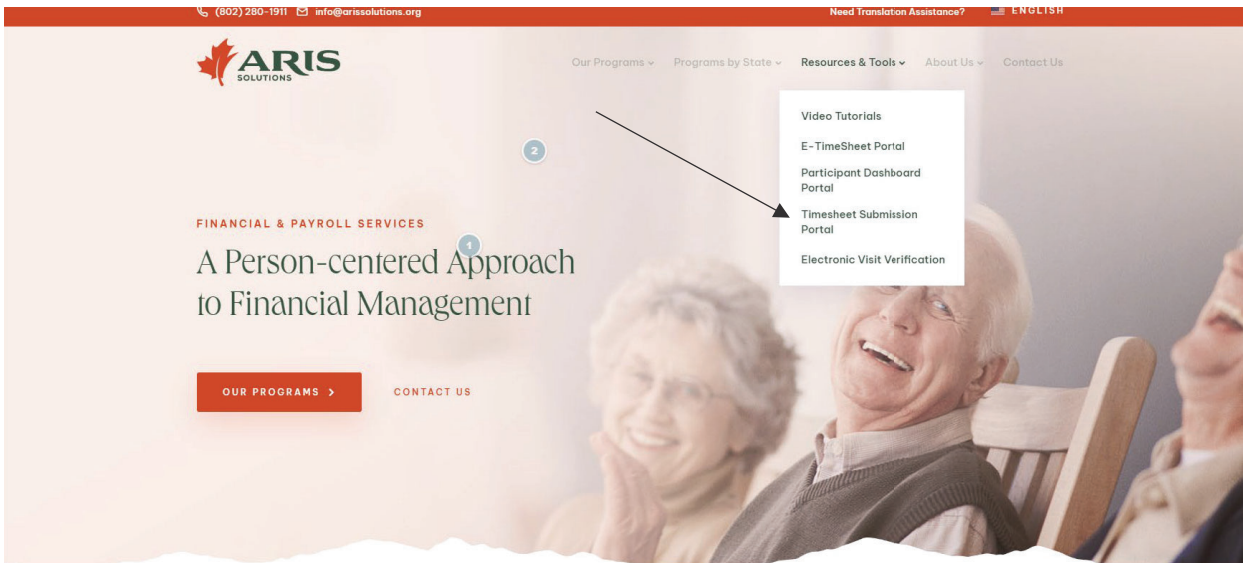 (802) 280-1911 info@arissolutions.org Need Translation Assistance? ENGLISH
ARIS
SOLUTIONS
Our Programs Programs by State Resources & Tools About Us Contact Us
Video Tutorials
E-TimeSheet Portal
Participant Dashboard
Portal
Timesheet Submission
Portal
Electronic Visit Verification
2
FINANCIAL & PAYROLL SERVICES
1
A Person-centered Approach
to Financial Management
OUR PROGRAMS CONTACT US